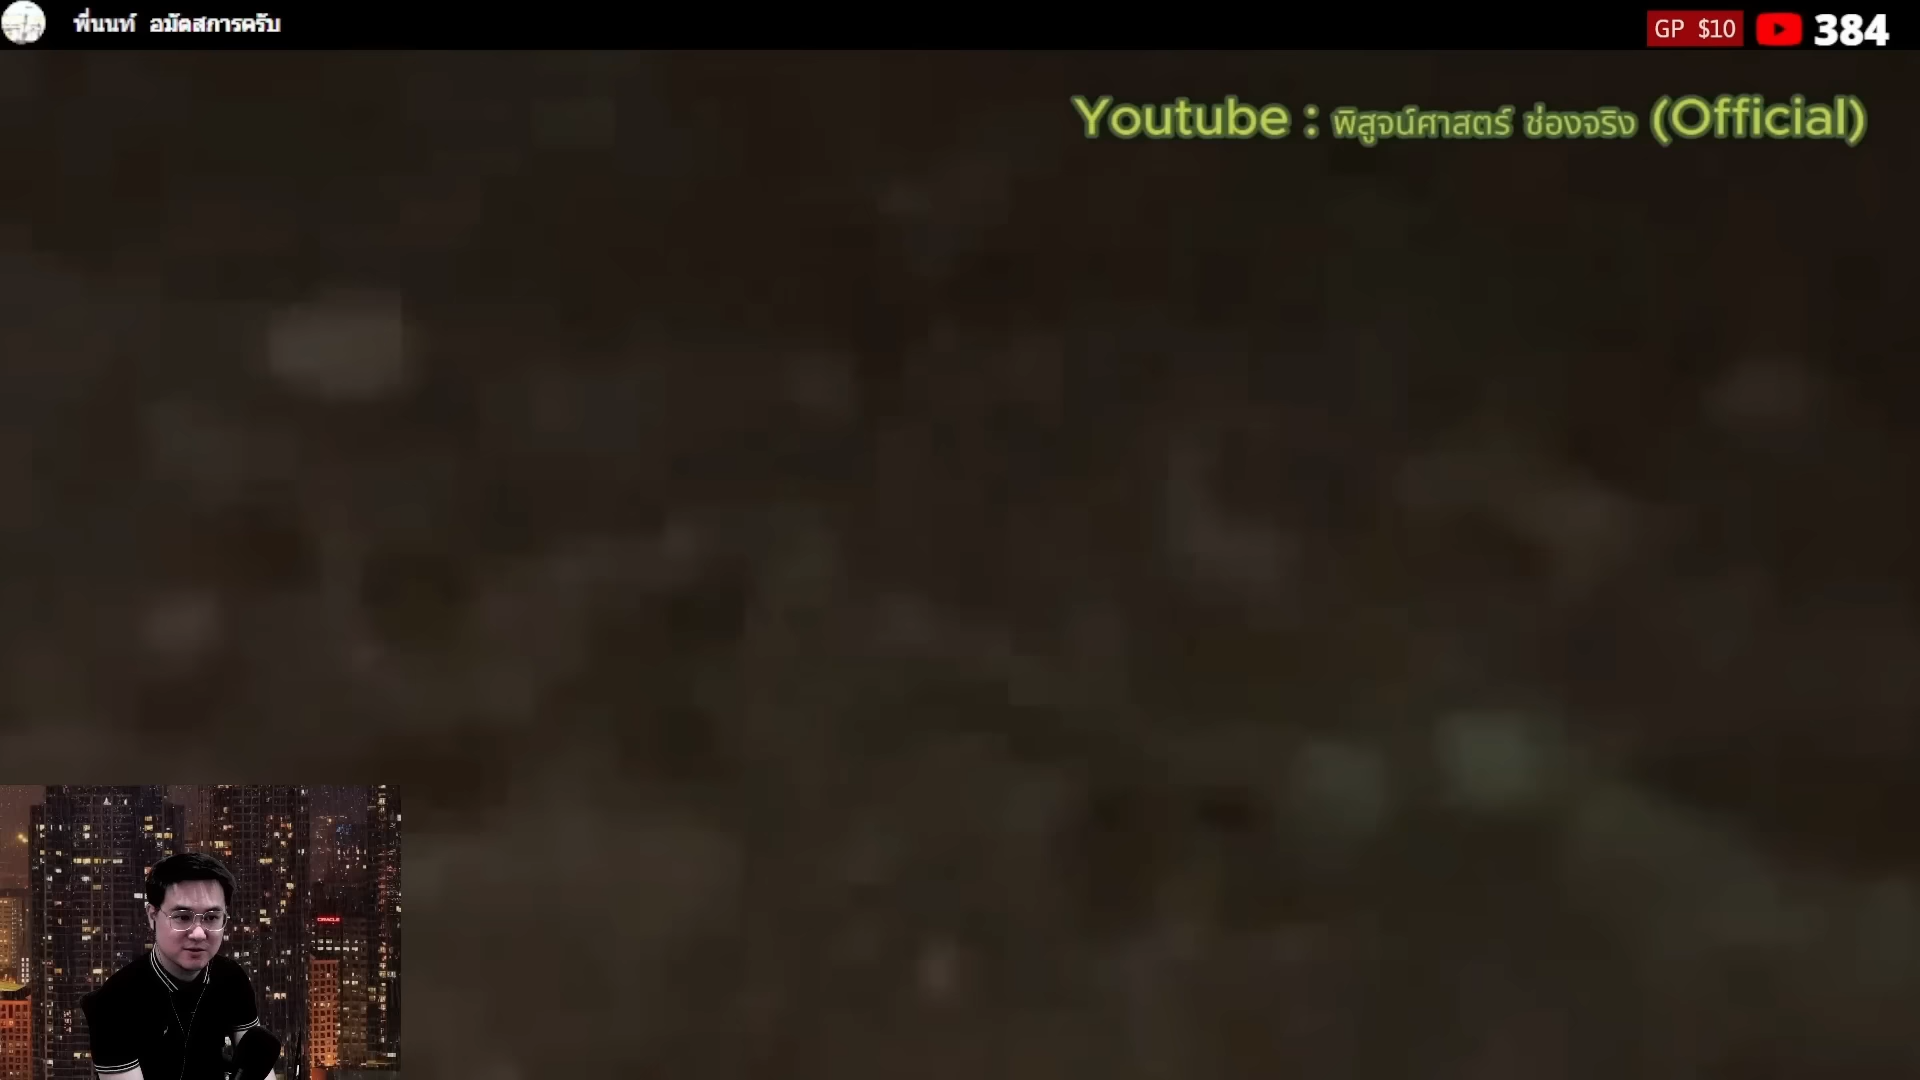 พี่นนท์ อมัดสการครับ
GP $10
384
Youtube : พิสูจน์ศาสตร์ ช่องจริง (Official)
ORACLE